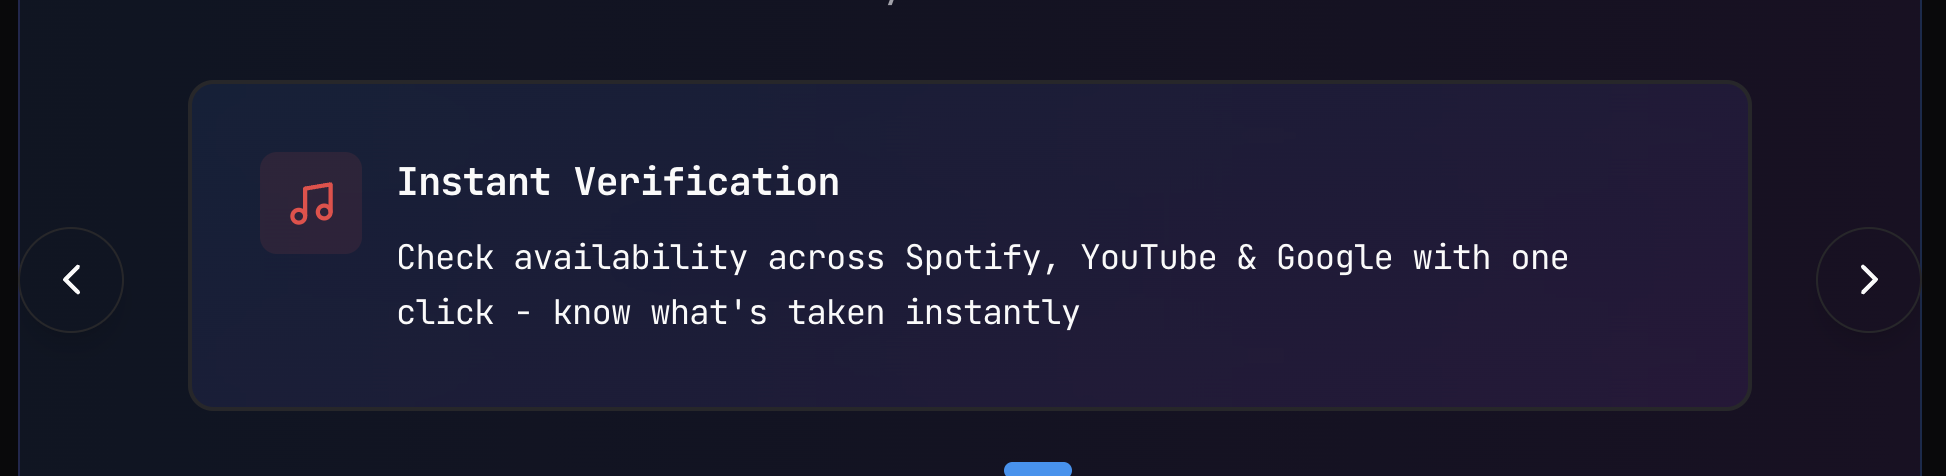 Instant Verification
Check availability across Spotify, YouTube & Google with one
click - know what's taken instantly